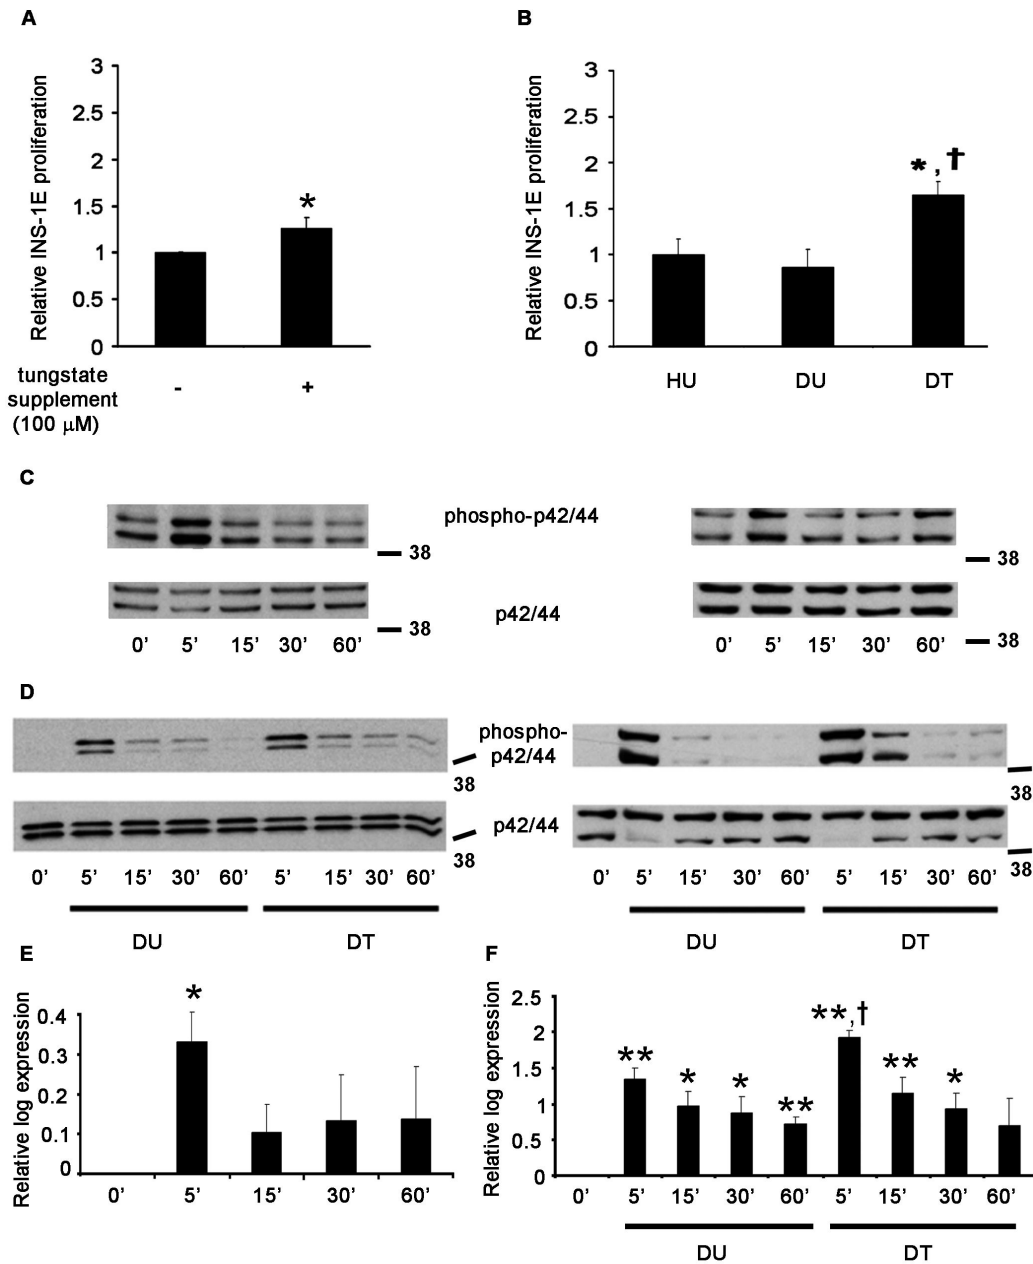 A
Relative INS-1E proliferation
3
2.5
2
1.5
1
0.5
0
*
tungstate
supplement
(100 µM)
- +
B
Relative INS-1E proliferation
3
2.5
2
1.5
1
0.5
0
*,†
HU DU DT
C
phospho-p42/44
38
38
p42/44
38
38
0' 5' 15' 30' 60'
0' 5' 15' 30' 60'
D
phospho-
p42/44
38
38
p42/44
38
38
0' 5' 15' 30' 60' 5' 15' 30' 60'
DU DT
0' 5' 15' 30' 60' 5' 15' 30' 60'
DU DT
E
Relative log expression
0.4
0.3
0.2
0.1
0
*
0' 5' 15' 30' 60'
F
Relative log expression
2.5
2
1.5
1
0.5
0
** * * ** **,† ** *
0' 5' 15' 30' 60' 5' 15' 30' 60'
DU DT